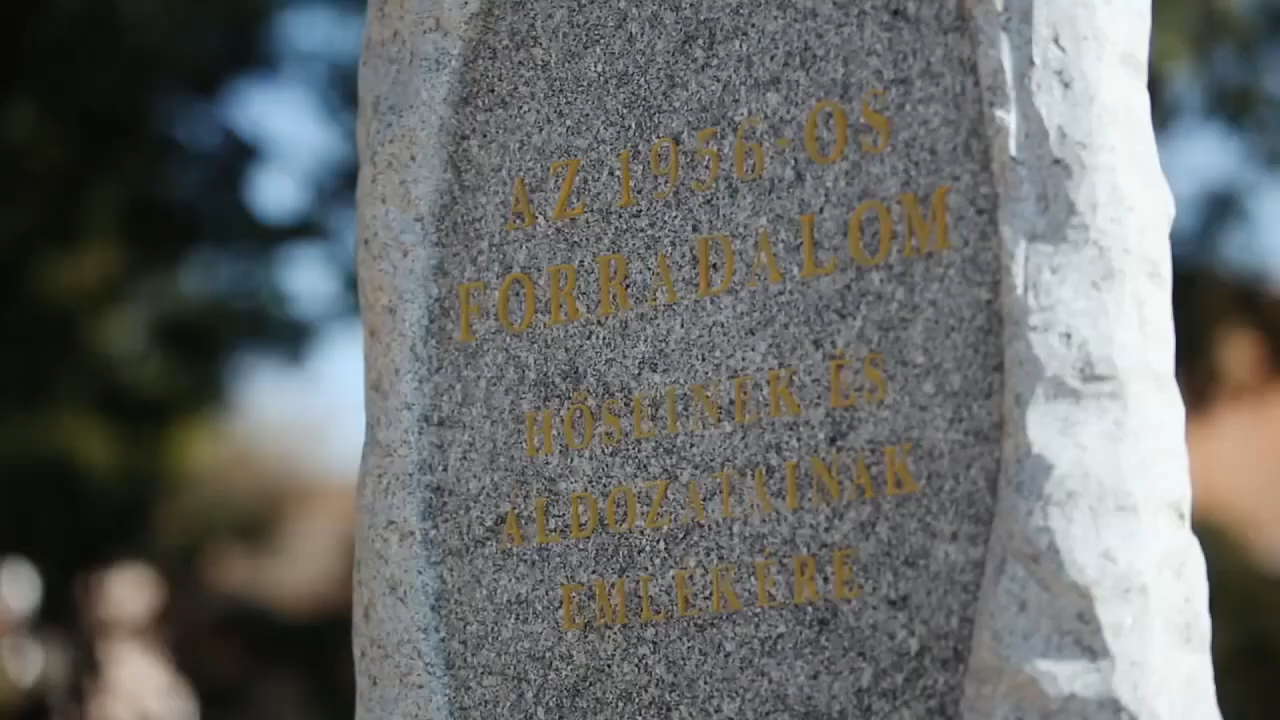 AZ 1956-OS
FORRADALOM
HŐSEINEK ÉS
ÁLDOZATAINAK
EMLÉKÉRE